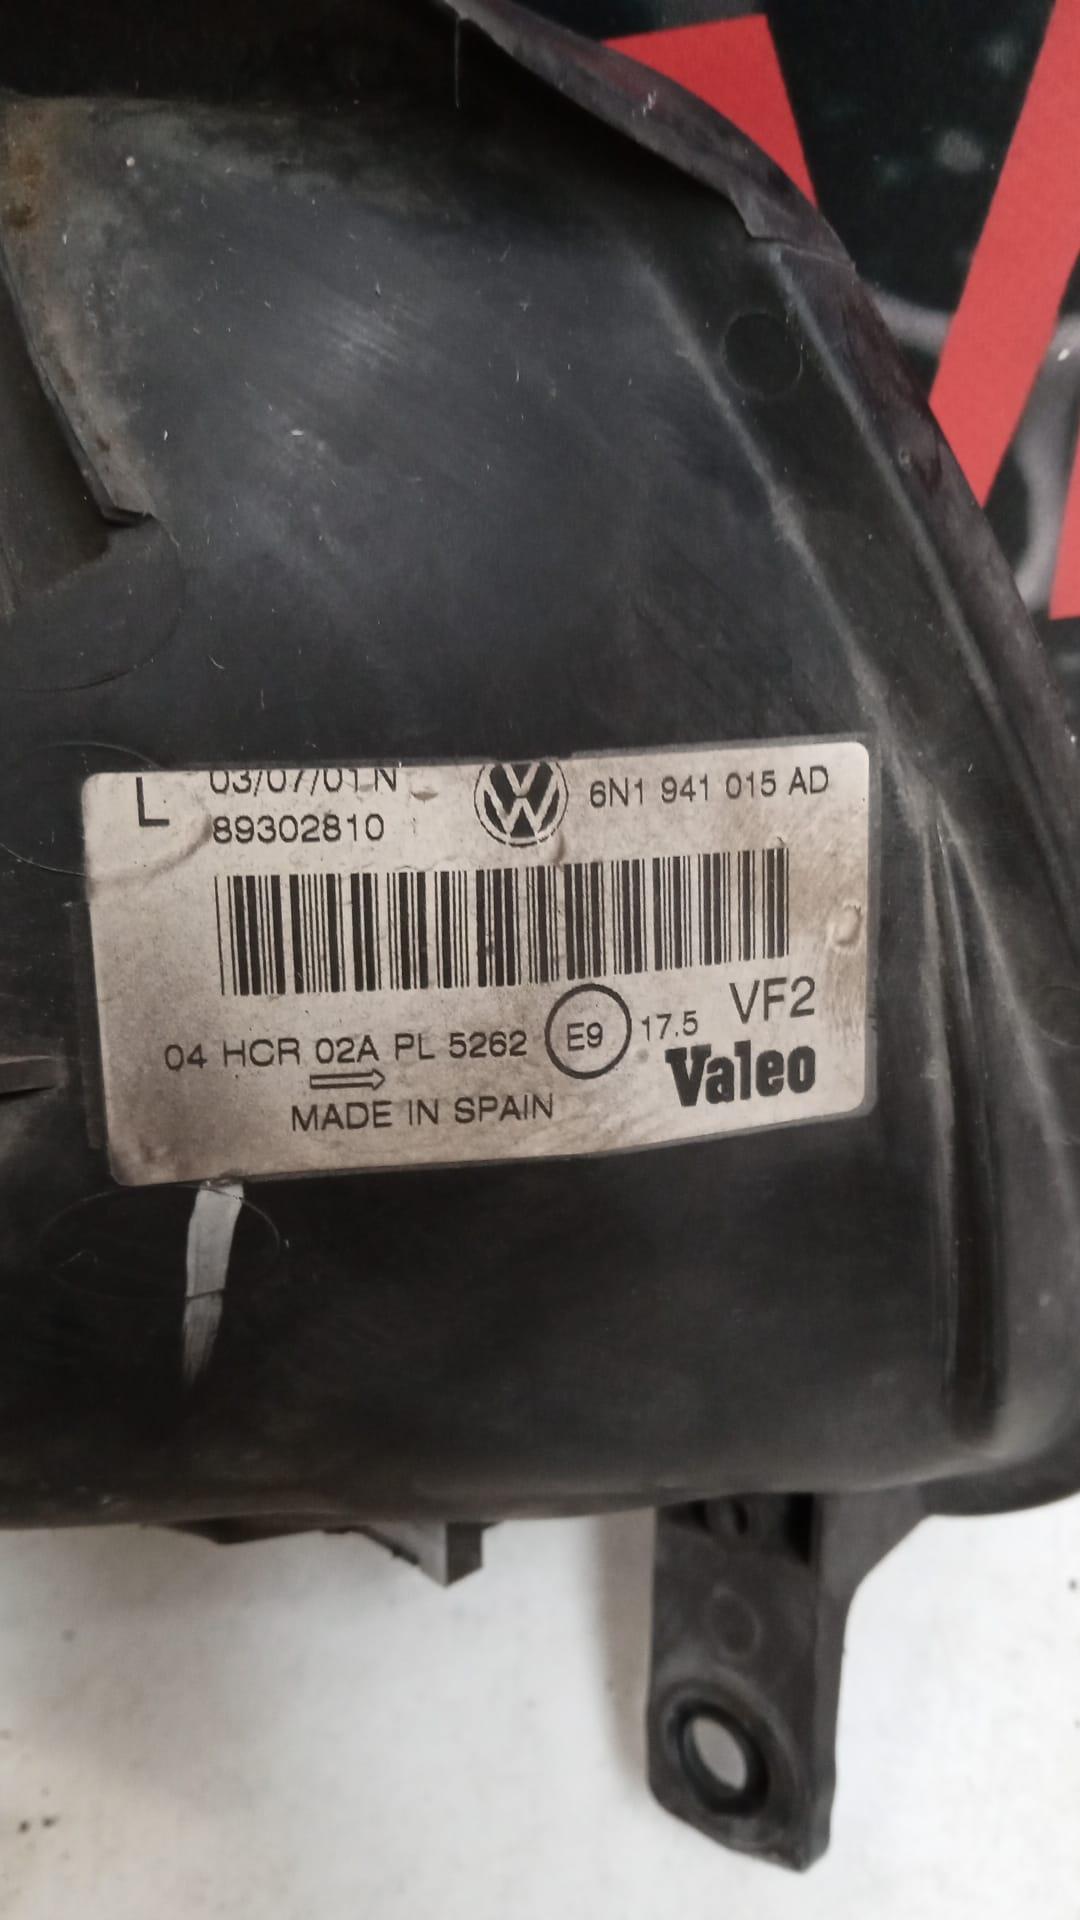 L 03/07/01 N 6N1 941 015 AD
89302810
04 HCR 02A PL 5262 E9 17.5 VF2
Valeo
MADE IN SPAIN